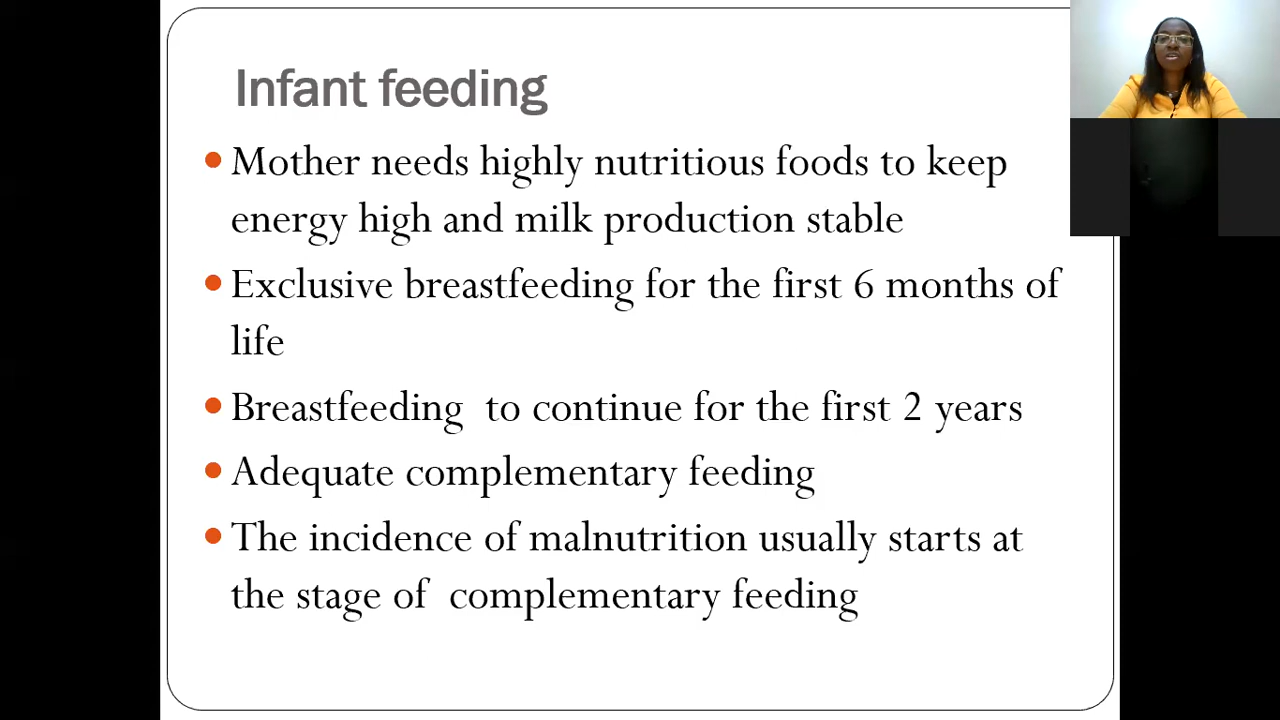 Infant feeding
Mother needs highly nutritious foods to keep
energy high and milk production stable
Exclusive breastfeeding for the first 6 months of
life
Breastfeeding to continue for the first 2 years
Adequate complementary feeding
The incidence of malnutrition usually starts at
the stage of complementary feeding